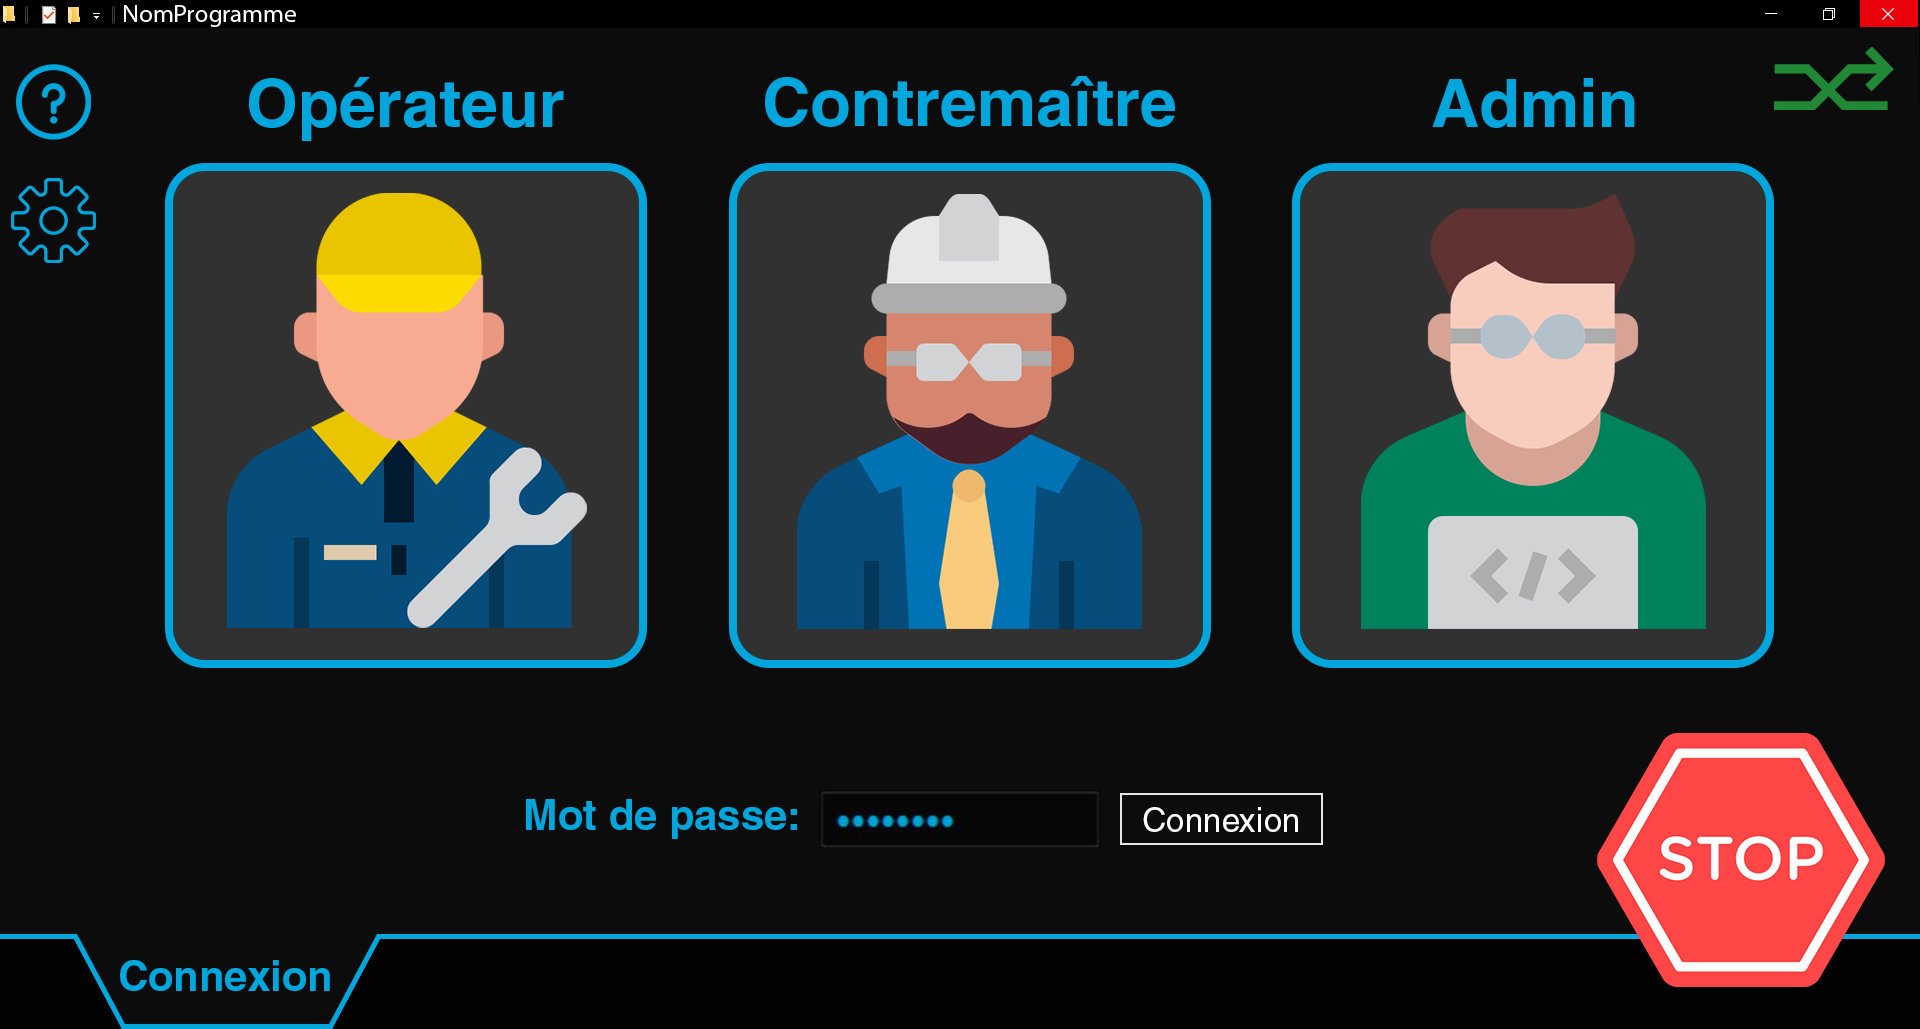 NomProgramme
Opérateur
Contremaître
Admin
</>
Mot de passe:
Connexion
STOP
Connexion